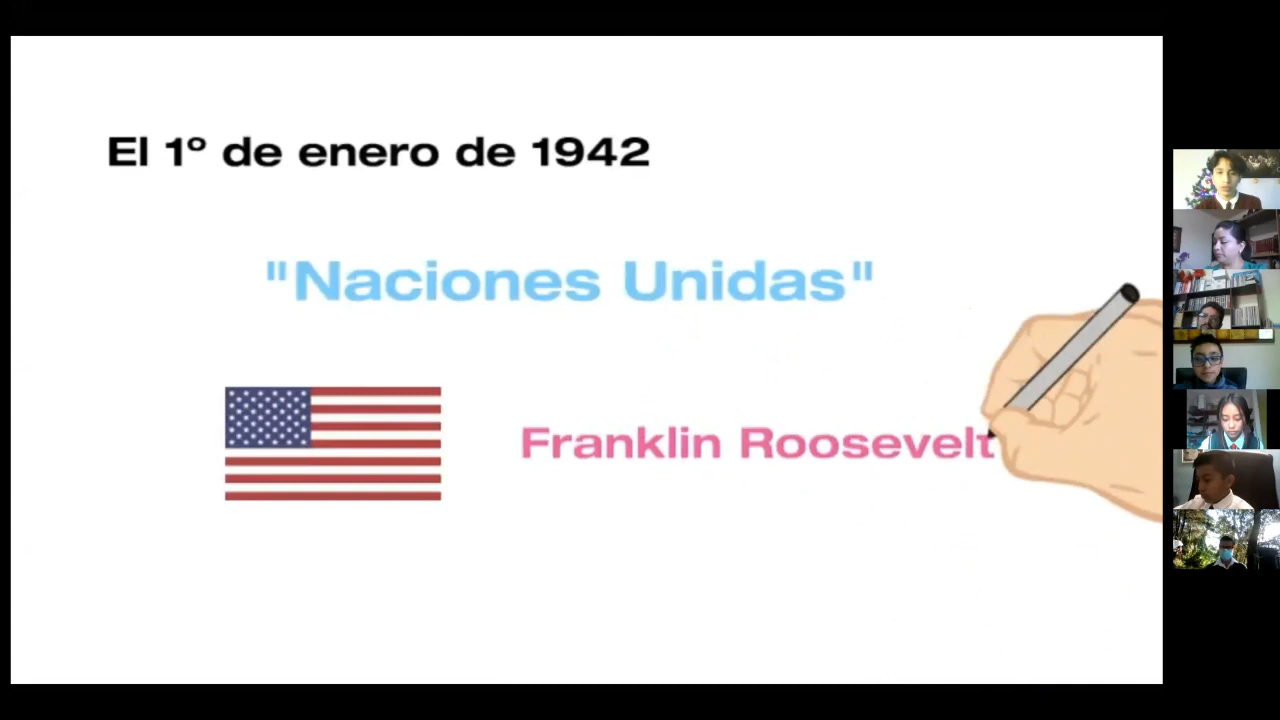 El 1º de enero de 1942
"Naciones Unidas"
Franklin Roosevelt